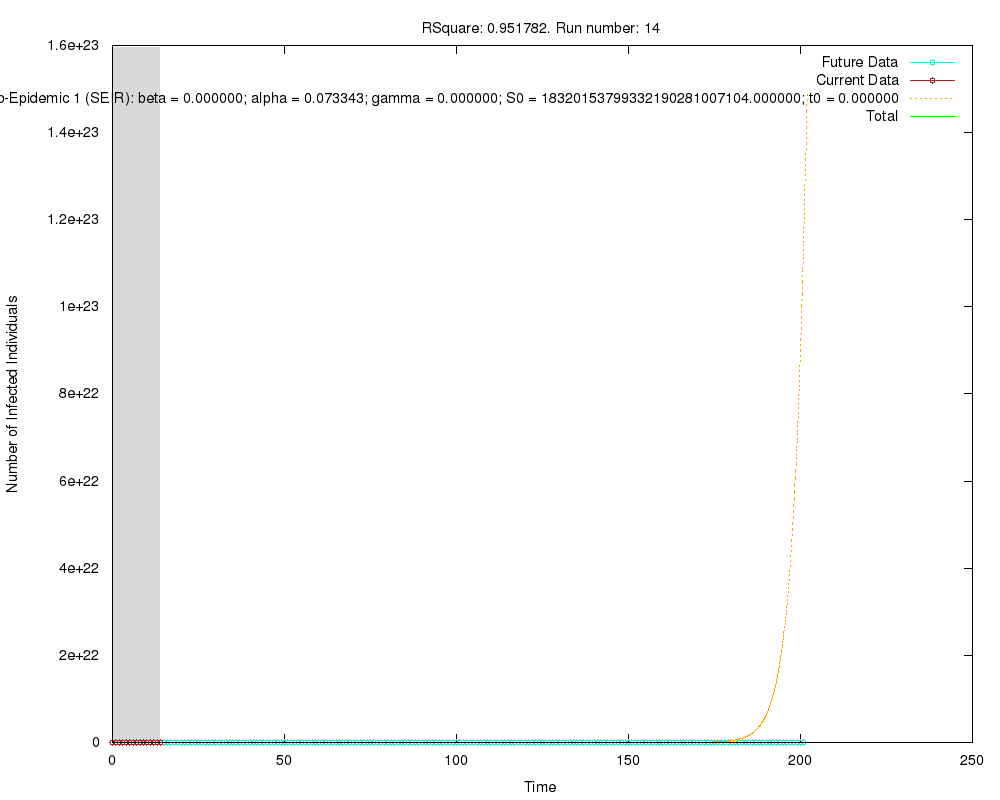 RSquare: 0.951782. Run number: 14
1.6e+23
Future Data
Current Data
o-Epidemic 1 (SEIR): beta = 0.000000; alpha = 0.073343; gamma = 0.000000; S0 = 18320153799332190281007104.000000; t0 = 0.000000
Total
1.4e+23
1.2e+23
1e+23
8e+22
6e+22
4e+22
2e+22
0
Number of Infected Individuals
0 50 100 150 200 250
Time